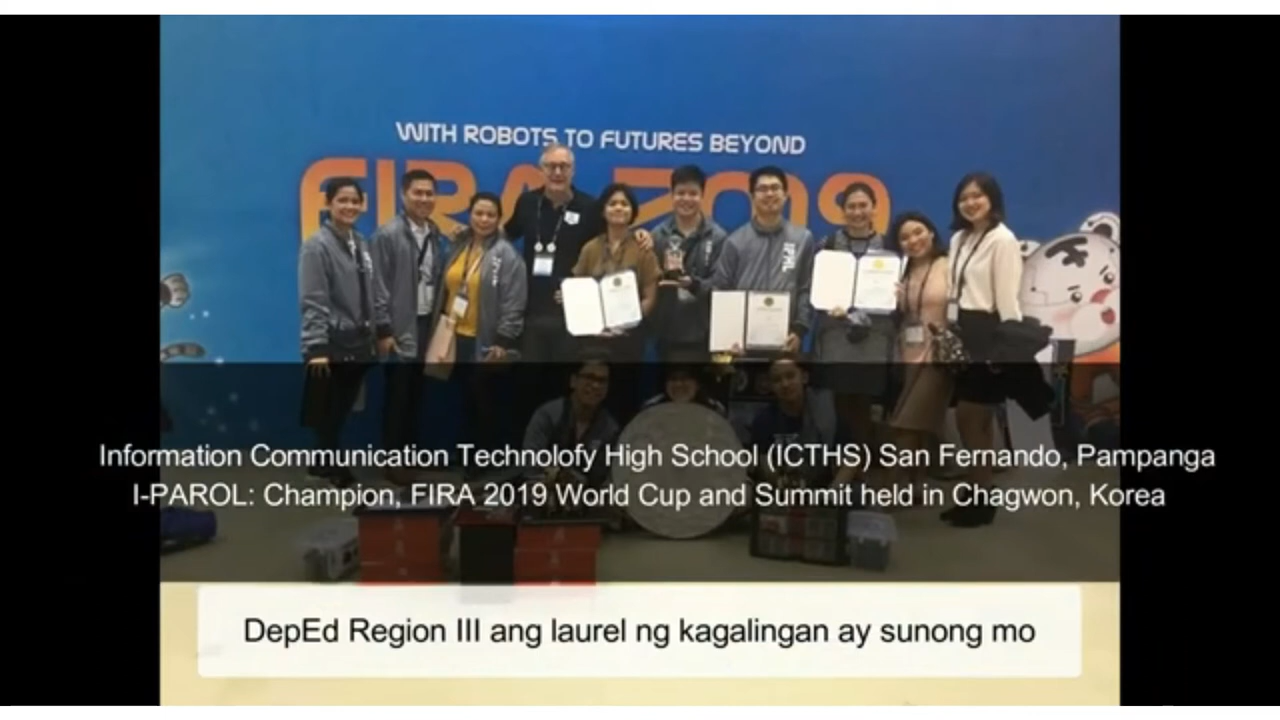 WITH ROBOTS TO FUTURES BEYOND
FIRA 2019
Information Communication Technolofy High School (ICTHS) San Fernando, Pampanga
I-PAROL: Champion, FIRA 2019 World Cup and Summit held in Chagwon, Korea
DepEd Region III ang laurel ng kagalingan ay sunong mo